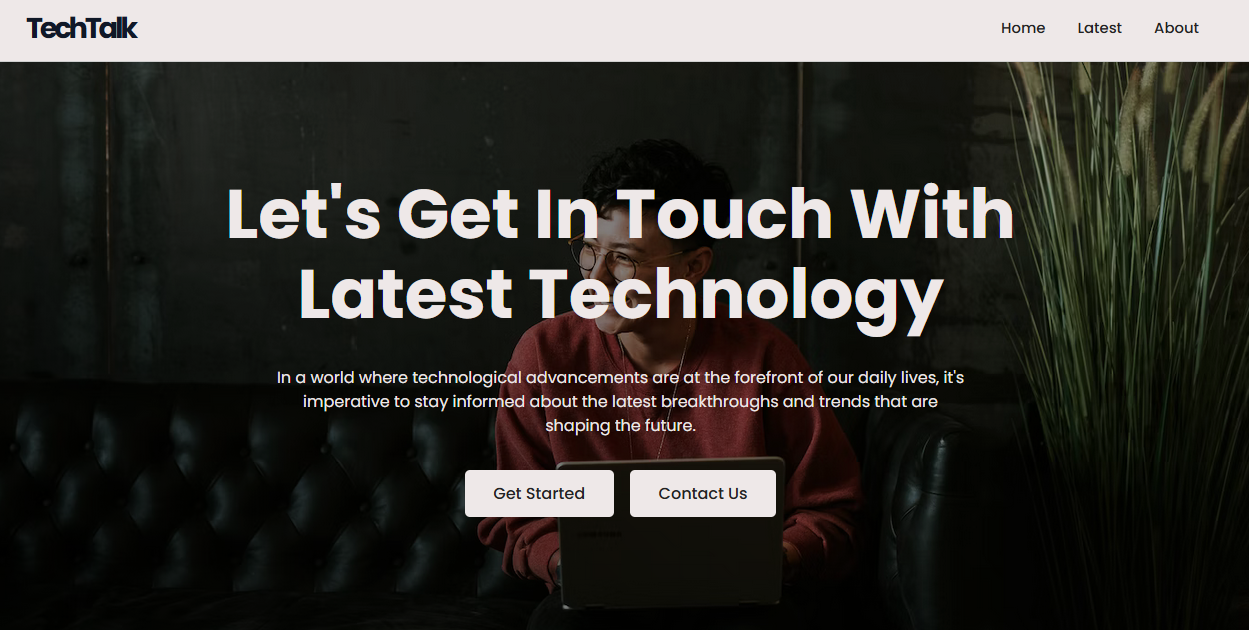 TechTalk
Home Latest About
Let's Get In Touch With
Latest Technology
In a world where technological advancements are at the forefront of our daily lives, it's
imperative to stay informed about the latest breakthroughs and trends that are
shaping the future.
Get Started Contact Us